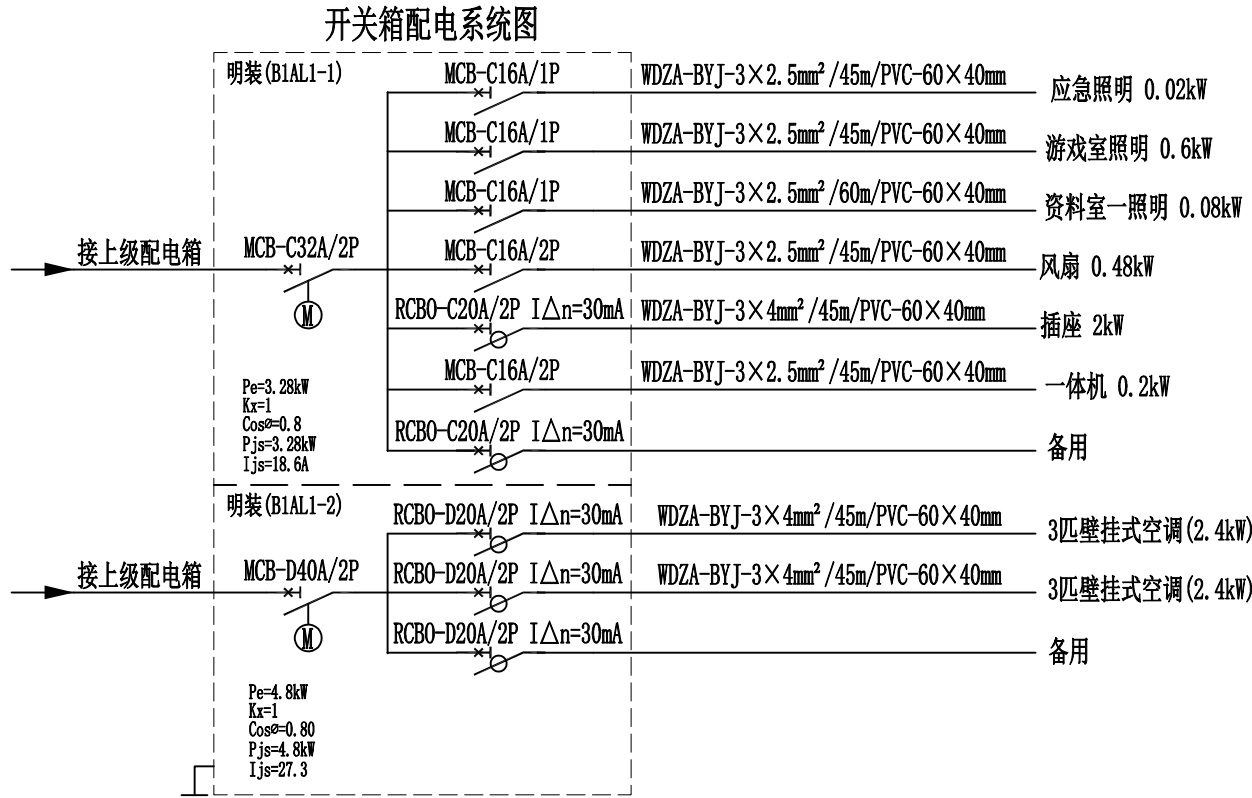 开关箱配电系统图
明装(B1AL1-1)
MCB-C16A/1P
WDZA-BYJ-3×2.5mm²/45m/PVC-60×40mm
应急照明 0.02kW
MCB-C16A/1P
WDZA-BYJ-3×2.5mm²/45m/PVC-60×40mm
游戏室照明 0.6kW
MCB-C16A/1P
WDZA-BYJ-3×2.5mm²/60m/PVC-60×40mm
资料室一照明 0.08kW
接上级配电箱
MCB-C32A/2P
M
MCB-C16A/2P
WDZA-BYJ-3×2.5mm²/45m/PVC-60×40mm
风扇 0.48kW
RCBO-C20A/2P I△n=30mA
WDZA-BYJ-3×4mm²/45m/PVC-60×40mm
插座 2kW
MCB-C16A/2P
WDZA-BYJ-3×2.5mm²/45m/PVC-60×40mm
一体机 0.2kW
RCBO-C20A/2P I△n=30mA
备用
Pe=3.28kW
Kx=1
Cosø=0.8
Pjs=3.28kW
Ijs=18.6A
明装(B1AL1-2)
RCBO-D20A/2P I△n=30mA
WDZA-BYJ-3×4mm²/45m/PVC-60×40mm
3匹壁挂式空调(2.4kW)
接上级配电箱
MCB-D40A/2P
M
RCBO-D20A/2P I△n=30mA
WDZA-BYJ-3×4mm²/45m/PVC-60×40mm
3匹壁挂式空调(2.4kW)
RCBO-D20A/2P I△n=30mA
备用
Pe=4.8kW
Kx=1
Cosø=0.80
Pjs=4.8kW
Ijs=27.3